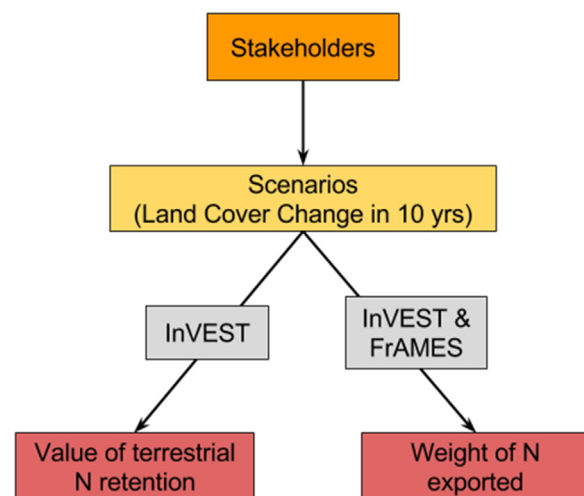 Stakeholders
Scenarios
(Land Cover Change in 10 yrs)
InVEST
InVEST &
FrAMES
Value of terrestrial
N retention
Weight of N
exported